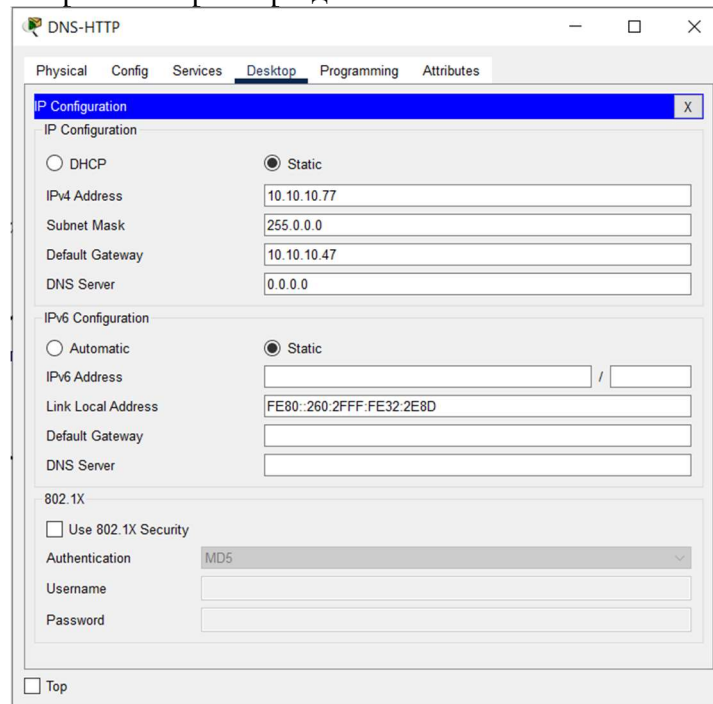 DNS-HTTP
Physical Config Services Desktop Programming Attributes
IP Configuration X
IP Configuration
DHCP Static
IPv4 Address 10.10.10.77
Subnet Mask 255.0.0.0
Default Gateway 10.10.10.47
DNS Server 0.0.0.0
IPv6 Configuration
Automatic Static
IPv6 Address /
Link Local Address FE80::260:2FFF:FE32:2E8D
Default Gateway
DNS Server
802.1X
Use 802.1X Security
Authentication MD5
Username
Password
Top